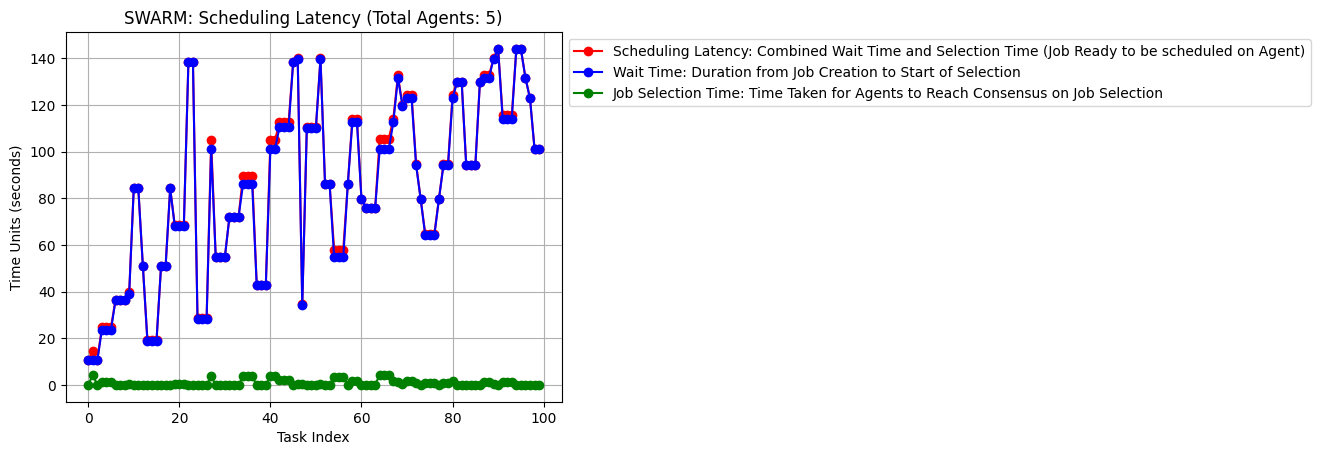 SWARM: Scheduling Latency (Total Agents: 5)
Scheduling Latency: Combined Wait Time and Selection Time (Job Ready to be scheduled on Agent)
Wait Time: Duration from Job Creation to Start of Selection
Job Selection Time: Time Taken for Agents to Reach Consensus on Job Selection
Time Units (seconds)
140
120
100
80
60
40
20
0
0 20 40 60 80 100
Task Index